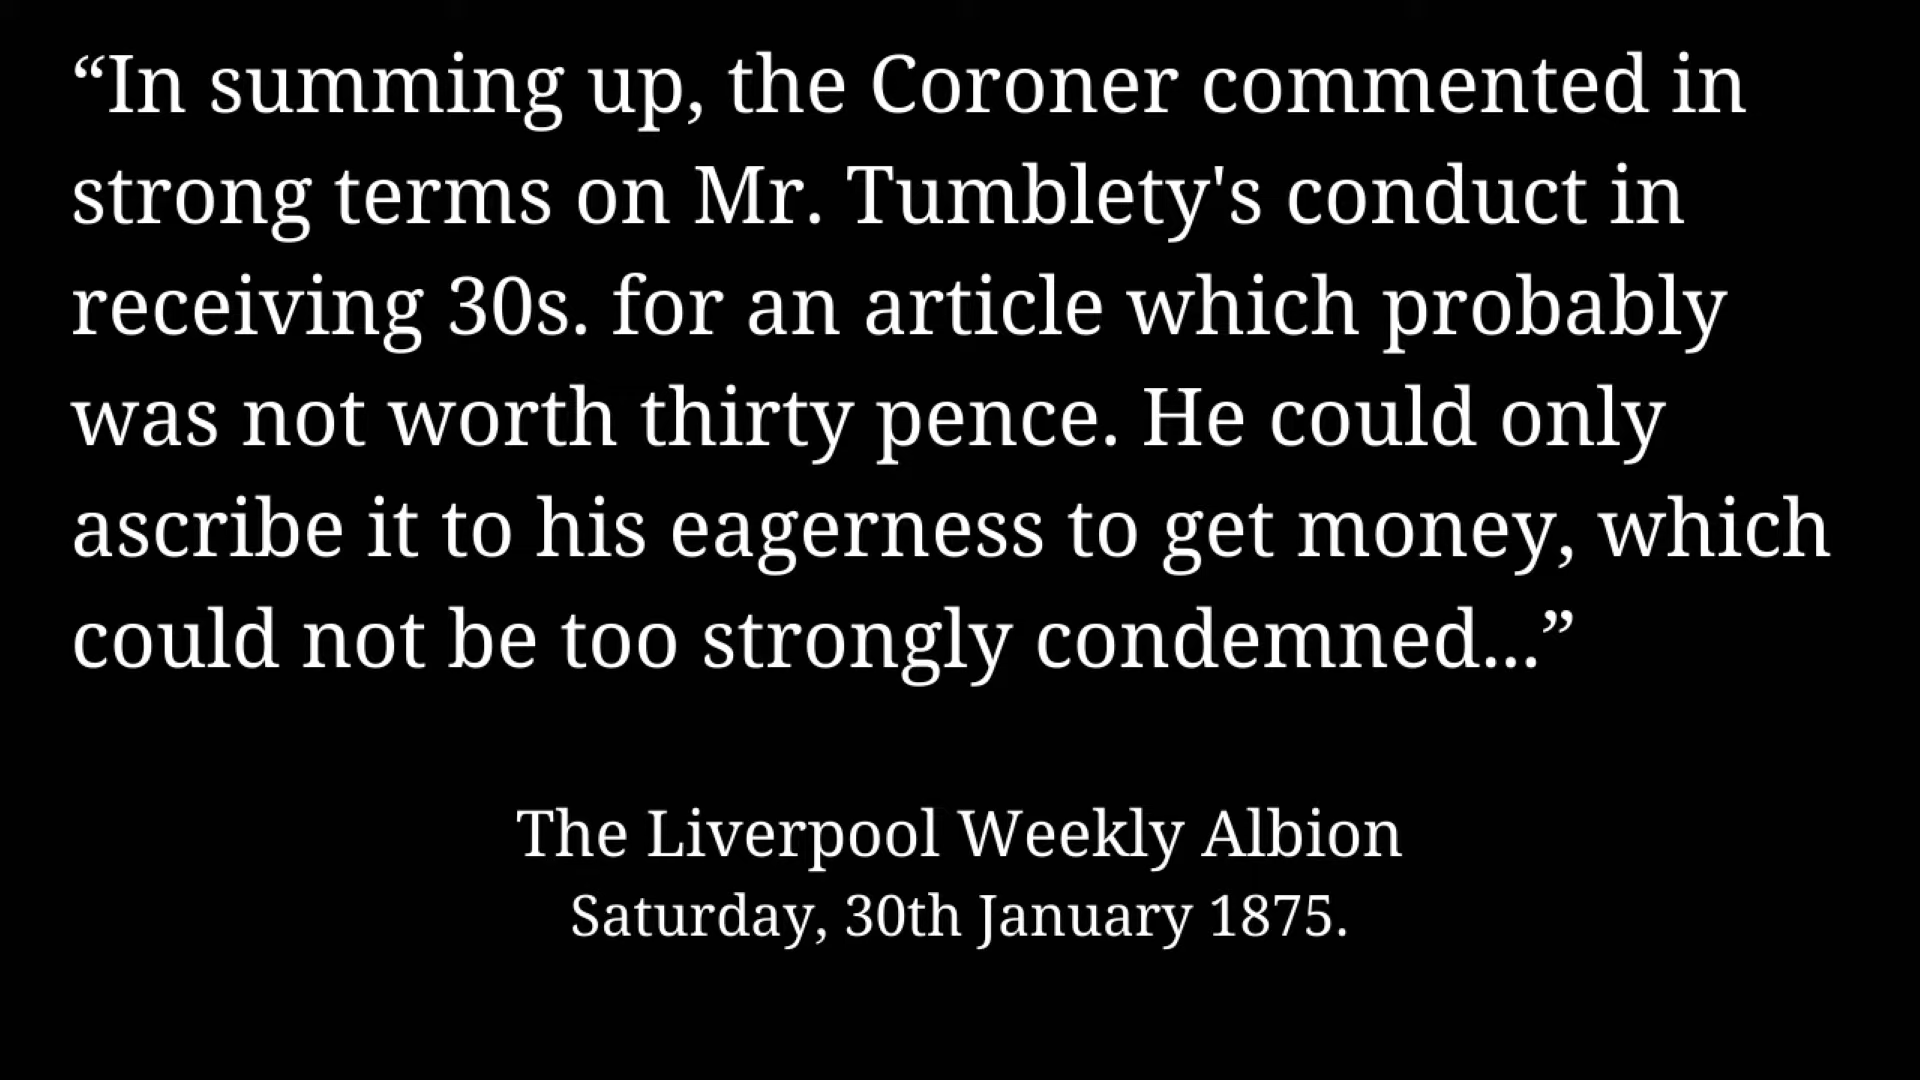 “In summing up, the Coroner commented in
strong terms on Mr. Tumblety's conduct in
receiving 30s. for an article which probably
was not worth thirty pence. He could only
ascribe it to his eagerness to get money, which
could not be too strongly condemned...”
The Liverpool Weekly Albion
Saturday, 30th January 1875.